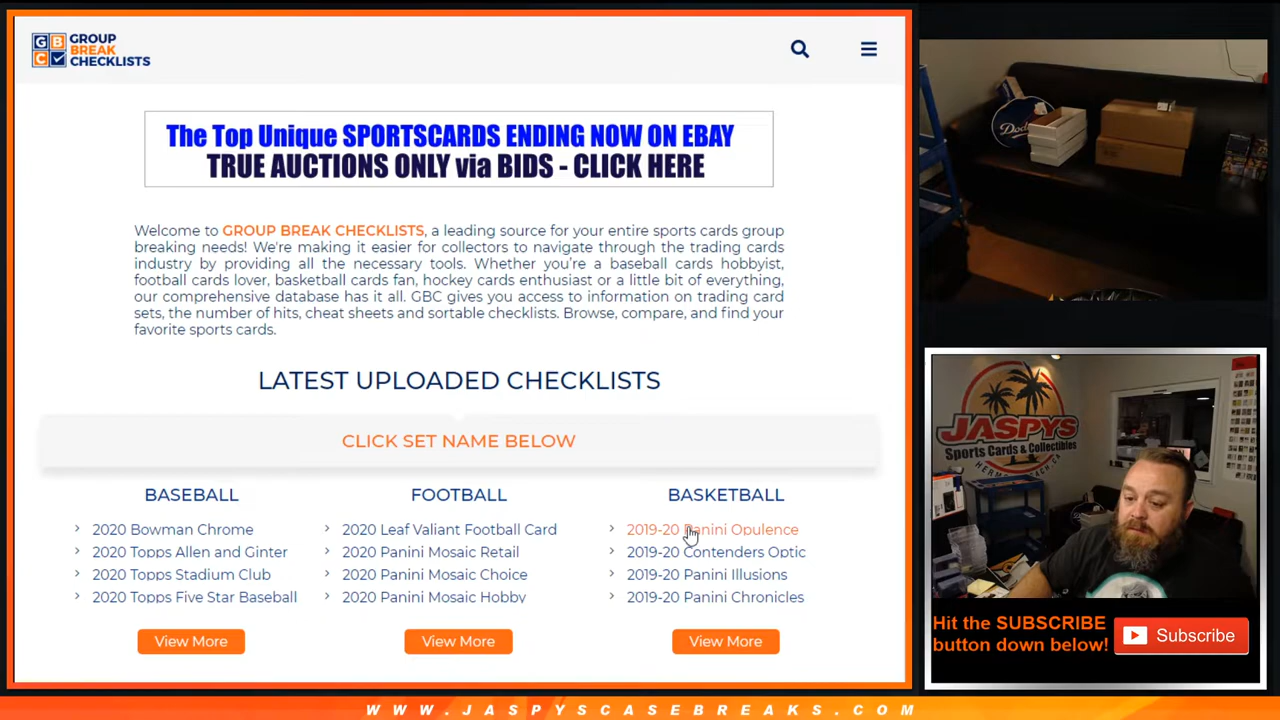 GROUP
BREAK
CHECKLISTS
G B
C
The Top Unique SPORTSCARDS ENDING NOW ON EBAY
TRUE AUCTIONS ONLY via BIDS - CLICK HERE
Welcome to GROUP BREAK CHECKLISTS, a leading source for your entire sports cards group
breaking needs! We're making it easier for collectors to navigate through the trading cards
industry by providing all the necessary tools. Whether you're a baseball cards hobbyist,
football cards lover, basketball cards fan, hockey cards enthusiast or a little bit of everything,
our comprehensive database has it all. GBC gives you access to information on trading card
sets, the number of hits, cheat sheets and sortable checklists. Browse, compare, and find your
favorite sports cards.
LATEST UPLOADED CHECKLISTS
CLICK SET NAME BELOW
BASEBALL
2020 Bowman Chrome
2020 Topps Allen and Ginter
2020 Topps Stadium Club
2020 Topps Five Star Baseball
View More
FOOTBALL
2020 Leaf Valiant Football Card
2020 Panini Mosaic Retail
2020 Panini Mosaic Choice
2020 Panini Mosaic Hobby
View More
BASKETBALL
2019-20 Panini Opulence
2019-20 Contenders Optic
2019-20 Panini Illusions
2019-20 Panini Chronicles
View More
JASPYS
Sports Cards & Collectibles
Hit the SUBSCRIBE
button down below!
Subscribe
WWW.JASPYSCASEBREAKS.COM